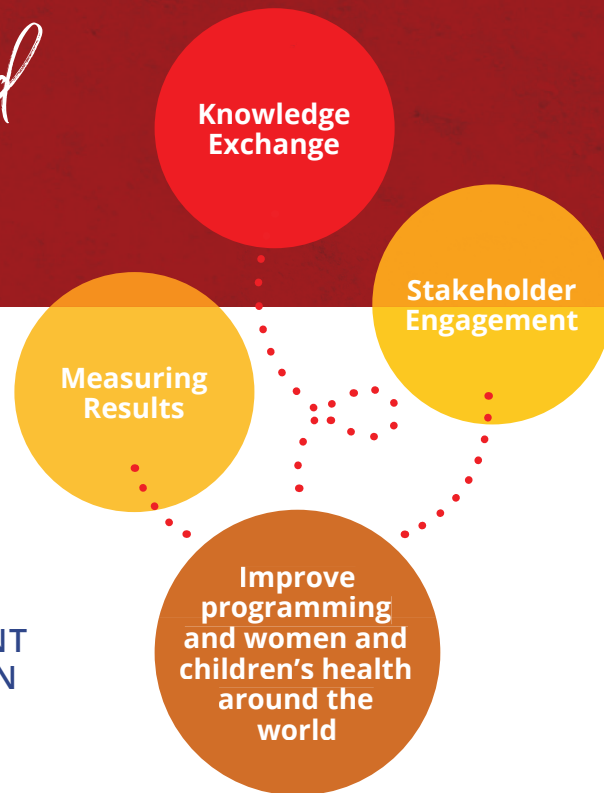 Knowledge
Exchange
Stakeholder
Engagement
Measuring
Results
Improve
programming
and women and
children’s health
around the
world